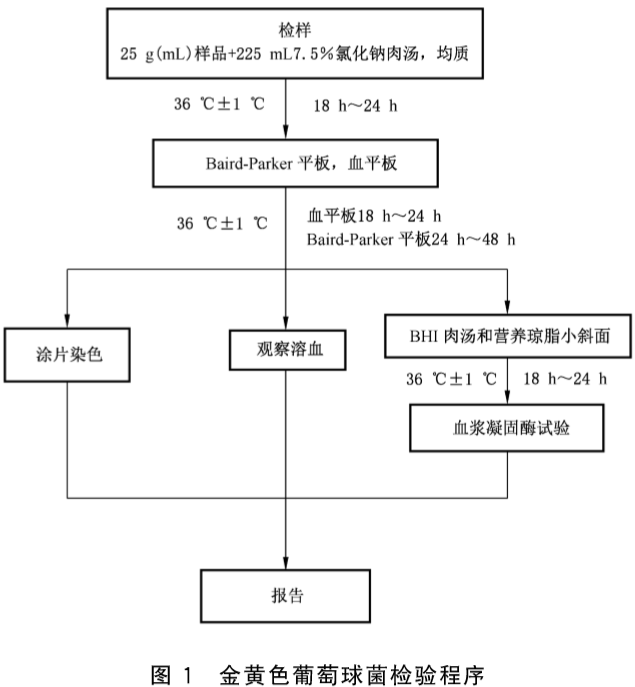 检样
25 g(mL)样品+225 mL7.5%氯化钠肉汤，均质
36 ℃±1 ℃ 18 h～24 h
Baird-Parker 平板，血平板
36 ℃±1 ℃
血平板18 h～24 h
Baird-Parker 平板24 h～48 h
涂片染色
观察溶血
BHI 肉汤和营养琼脂小斜面
36 ℃±1 ℃ 18 h～24 h
血浆凝固酶试验
报告
图 1 金黄色葡萄球菌检验程序